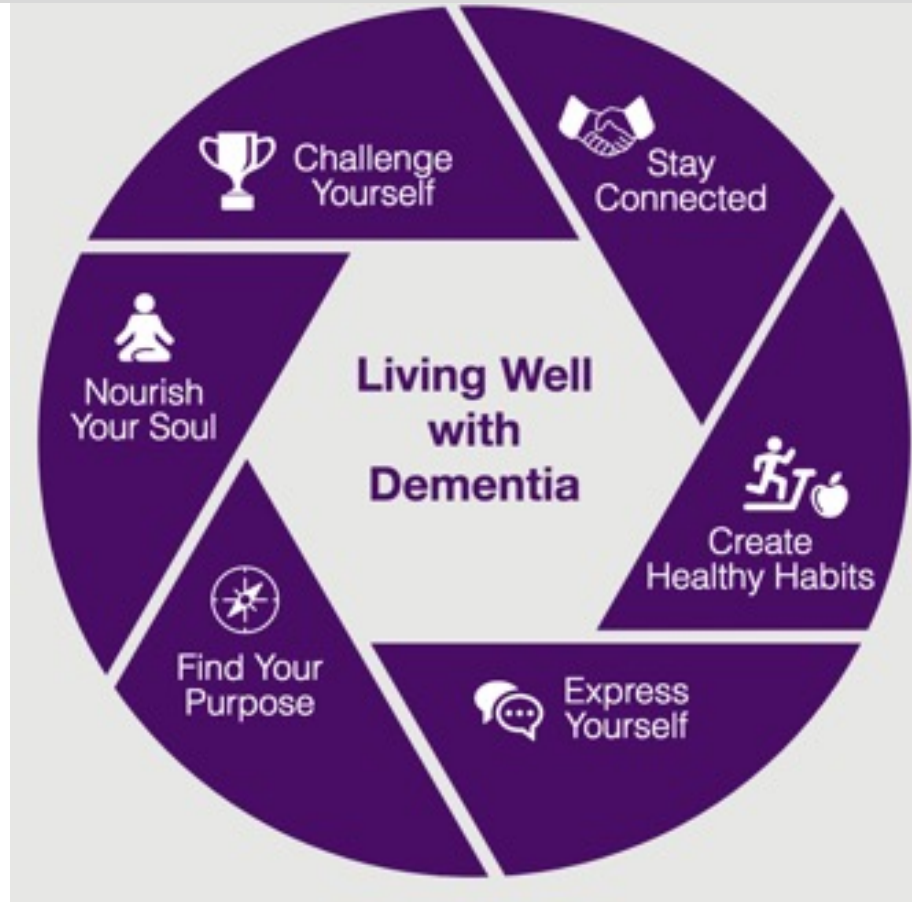 Challenge
Yourself
Stay
Connected
Nourish
Your Soul
Living Well
with
Dementia
Create
Healthy Habits
Find Your
Purpose
Express
Yourself